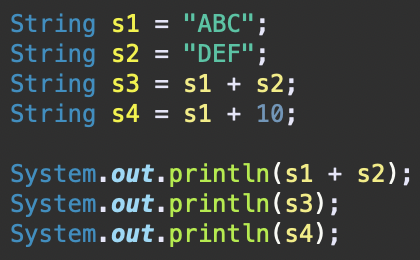 String s1 = "ABC";
String s2 = "DEF";
String s3 = s1 + s2;
String s4 = s1 + 10;
System.out.println(s1 + s2);
System.out.println(s3);
System.out.println(s4);